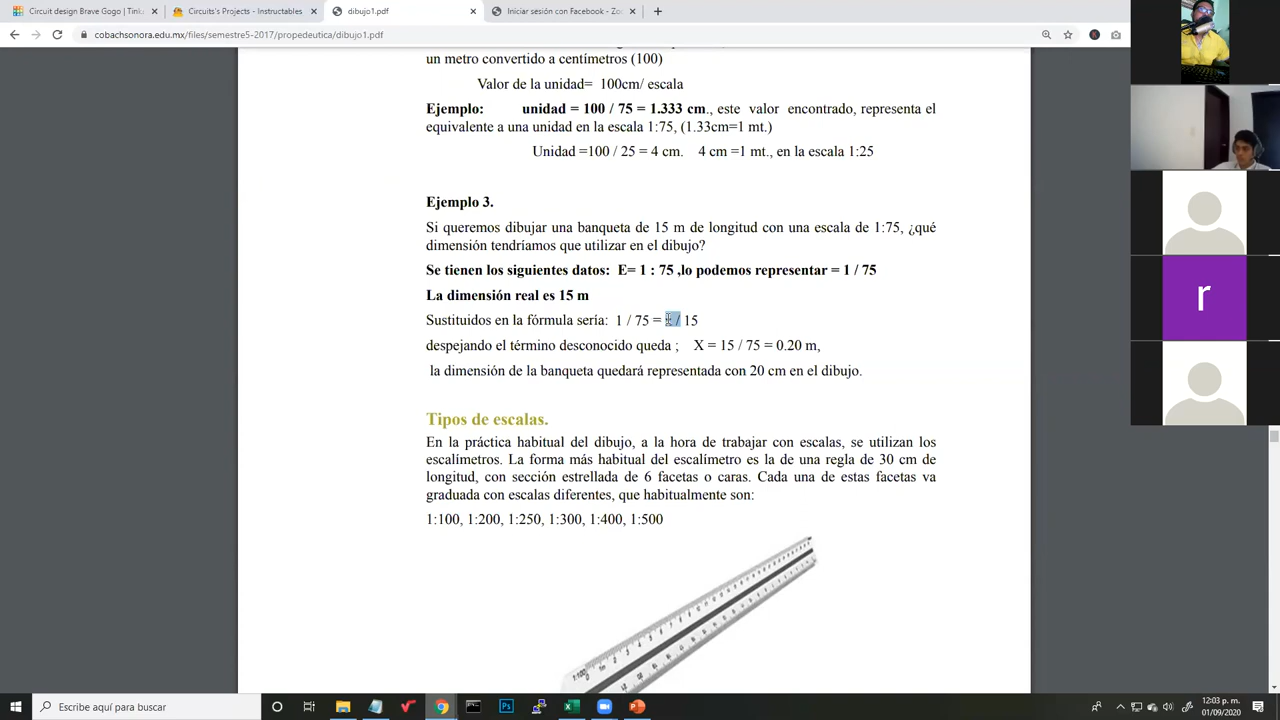 Circuit design Brave Gogo | Tink
Circuits's Projects - Instructables
dibujo1.pdf
Iniciar sesión con Facebook - Zo
cobachsonora.edu.mx/files/semestre5-2017/propedeutica/dibujo1.pdf
un metro convertido a centímetros (100)
Valor de la unidad= 100cm/ escala
Ejemplo: unidad = 100 / 75 = 1.333 cm., este valor encontrado, representa el
equivalente a una unidad en la escala 1:75, (1.33cm=1 mt.)
Unidad =100 / 25 = 4 cm. 4 cm =1 mt., en la escala 1:25
Ejemplo 3.
Si queremos dibujar una banqueta de 15 m de longitud con una escala de 1:75, ¿qué
dimensión tendríamos que utilizar en el dibujo?
Se tienen los siguientes datos: E= 1 : 75 ,lo podemos representar = 1 / 75
La dimensión real es 15 m
Sustituidos en la fórmula sería: 1 / 75 = / 15
despejando el término desconocido queda ; X = 15 / 75 = 0.20 m,
la dimensión de la banqueta quedará representada con 20 cm en el dibujo.
Tipos de escalas.
En la práctica habitual del dibujo, a la hora de trabajar con escalas, se utilizan los
escalímetros. La forma más habitual del escalímetro es la de una regla de 30 cm de
longitud, con sección estrellada de 6 facetas o caras. Cada una de estas facetas va
graduada con escalas diferentes, que habitualmente son:
1:100, 1:200, 1:250, 1:300, 1:400, 1:500
1:100
r
Escribe aquí para buscar
12:03 p. m.
01/09/2020